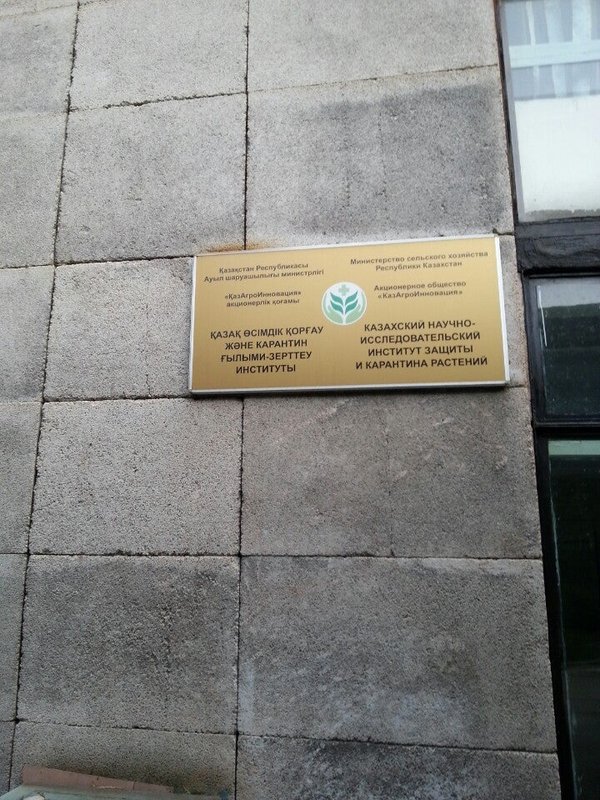 Қазақстан Республикасы
Ауыл шаруашылығы министрлігі
«ҚазАгроИнновация»
акционерлік қоғамы
ҚАЗАҚ ӨСІМДІК ҚОРҒАУ
ЖӘНЕ КАРАНТИН
ҒЫЛЫМИ-ЗЕРТТЕУ
ИНСТИТУТЫ
Министерство сельского хозяйства
Республики Казахстан
Акционерное общество
«КазАгроИнновация»
КАЗАХСКИЙ НАУЧНО-
ИССЛЕДОВАТЕЛЬСКИЙ
ИНСТИТУТ ЗАЩИТЫ
И КАРАНТИНА РАСТЕНИЙ